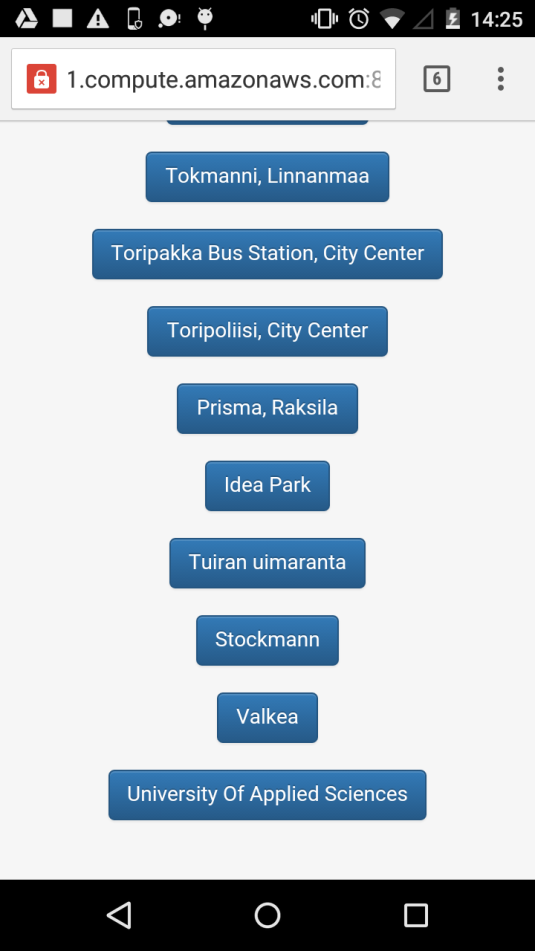 14:25
1.compute.amazonaws.com:8
6
Tokmanni, Linnanmaa
Toripakka Bus Station, City Center
Toripoliisi, City Center
Prisma, Raksila
Idea Park
Tuiran uimaranta
Stockmann
Valkea
University Of Applied Sciences